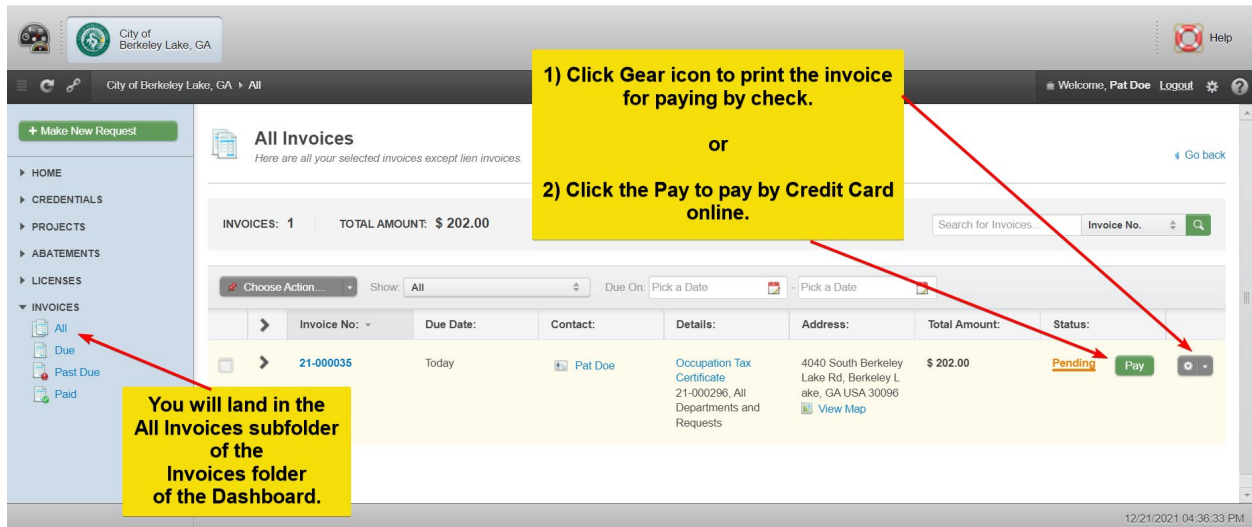 City of
Berkeley Lake, GA
Help
City of Berkeley Lake, GA ▸ All
Welcome, Pat Doe Logout
+ Make New Request
HOME
CREDENTIALS
PROJECTS
ABATEMENTS
LICENSES
INVOICES
All
Due
Past Due
Paid
All Invoices
Here are all your selected invoices except lien invoices.
Go back
1) Click Gear icon to print the invoice
for paying by check.
or
2) Click the Pay to pay by Credit Card
online.
INVOICES: 1 TOTAL AMOUNT: $ 202.00
Search for Invoices... Invoice No.
Choose Action... Show: All Due On: Pick a Date - Pick a Date
Invoice No: Due Date: Contact: Details: Address: Total Amount: Status:
21-000035 Today Pat Doe
Occupation Tax
Certificate
21-000296, All
Departments and
Requests
4040 South Berkeley
Lake Rd, Berkeley L
ake, GA USA 30096
View Map
$ 202.00 Pending Pay
You will land in the
All Invoices subfolder
of the
Invoices folder
of the Dashboard.
12/21/2021 04:36:33 PM